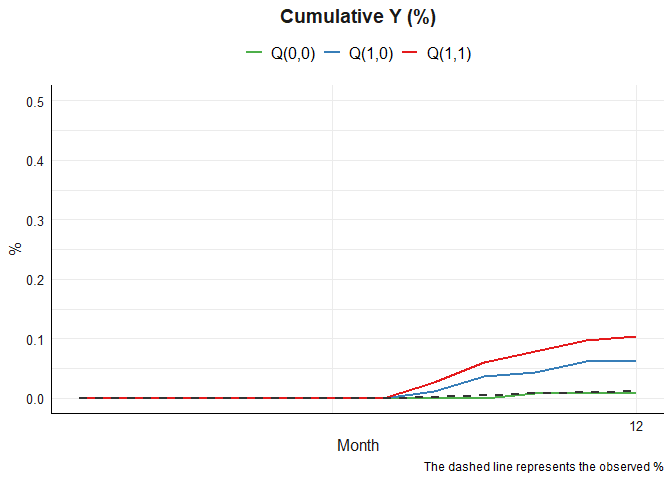 Cumulative Y (%)
Q(0,0) Q(1,0) Q(1,1)
0.5
0.4
0.3
0.2
0.1
0.0
%
12
Month
The dashed line represents the observed %